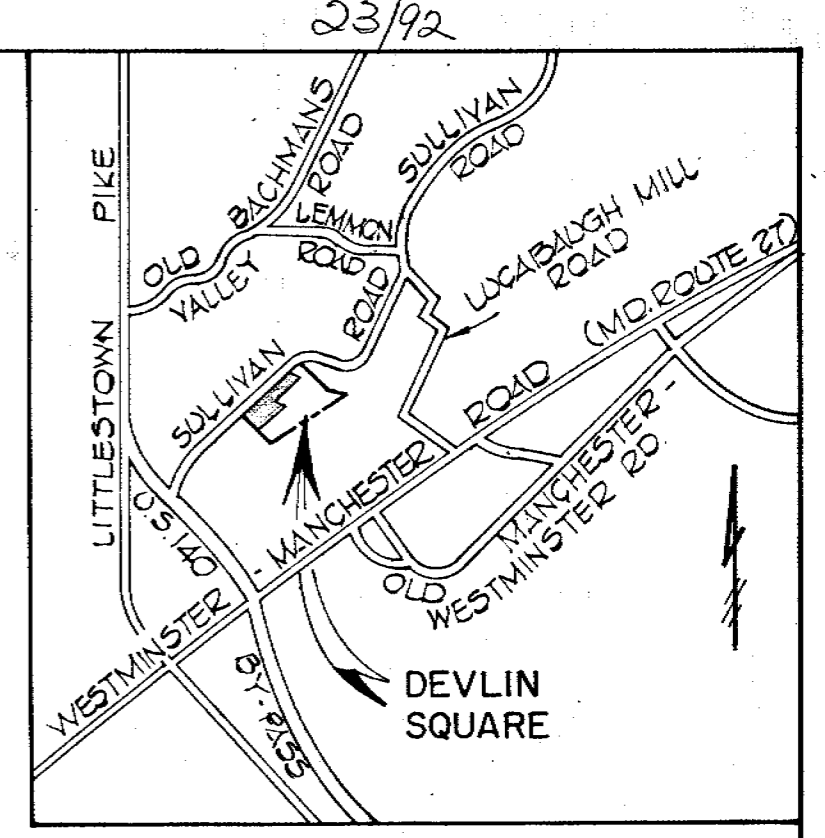 23/92
BACHMANS
ROAD
SULLIVAN
ROAD
LITTLESTOWN PIKE
LEMMON
ROAD
OLD
VALLEY
LUCABAUGH MILL
ROAD
SULLIVAN ROAD
WESTMINSTER - MANCHESTER ROAD (MD. ROUTE 27)
U.S. 140
BY-PASS
OLD
MANCHESTER -
WESTMINSTER RD.
DEVLIN
SQUARE